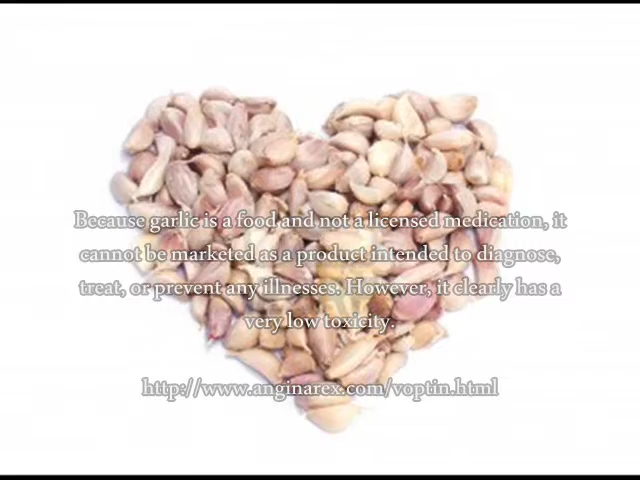 Because garlic is a food and not a licensed medication, it
cannot be marketed as a product intended to diagnose,
treat, or prevent any illnesses. However, it clearly has a
very low toxicity.
http://www.anginarex.com/voptin.html